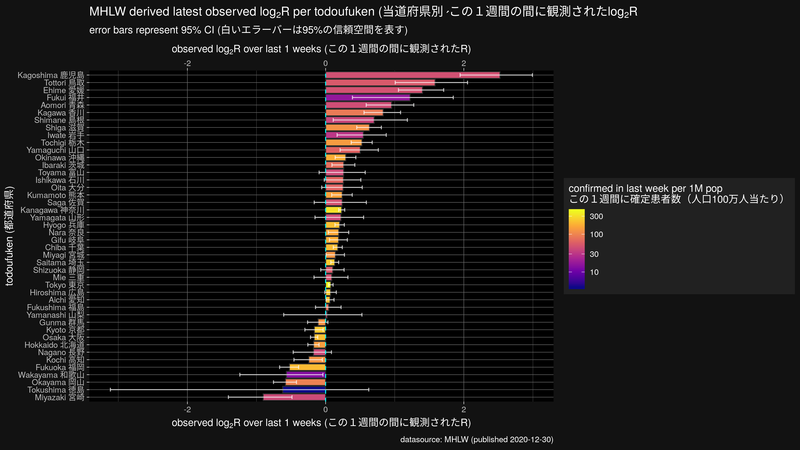 MHLW derived latest observed log₂R per todoufuken (当道府県別 ·この１週間の間に観測されたlog₂R
error bars represent 95% CI (白いエラーバーは95%の信頼空間を表す)
observed log₂R over last 1 weeks (この１週間の間に観測されたR)
-2 0 2
todoufuken (都道府県)
Kagoshima 鹿児島
Tottori 鳥取
Ehime 愛媛
Fukui 福井
Aomori 青森
Kagawa 香川
Shimane 島根
Shiga 滋賀
Iwate 岩手
Tochigi 栃木
Yamaguchi 山口
Okinawa 沖縄
Ibaraki 茨城
Toyama 富山
Ishikawa 石川
Oita 大分
Kumamoto 熊本
Saga 佐賀
Kanagawa 神奈川
Yamagata 山形
Hyogo 兵庫
Nara 奈良
Gifu 岐阜
Chiba 千葉
Miyagi 宮城
Saitama 埼玉
Shizuoka 静岡
Mie 三重
Tokyo 東京
Hiroshima 広島
Aichi 愛知
Fukushima 福島
Yamanashi 山梨
Gunma 群馬
Kyoto 京都
Osaka 大阪
Hokkaido 北海道
Nagano 長野
Kochi 高知
Fukuoka 福岡
Wakayama 和歌山
Okayama 岡山
Tokushima 徳島
Miyazaki 宮崎
-2 0 2
observed log₂R over last 1 weeks (この１週間の間に観測されたR)
confirmed in last week per 1M pop
この１週間に確定患者数（人口100万人当たり）
300
100
30
10
datasource: MHLW (published 2020-12-30)